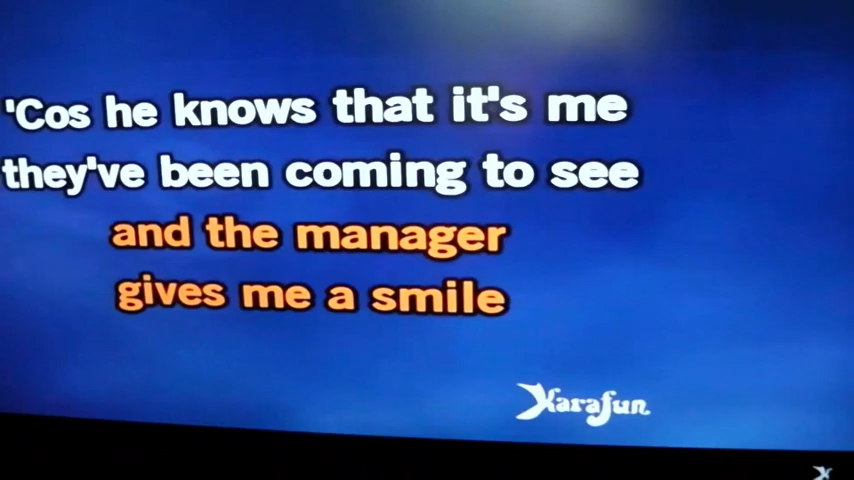 'Cos he knows that it's me
they've been coming to see
and the manager
gives me a smile
Karafun